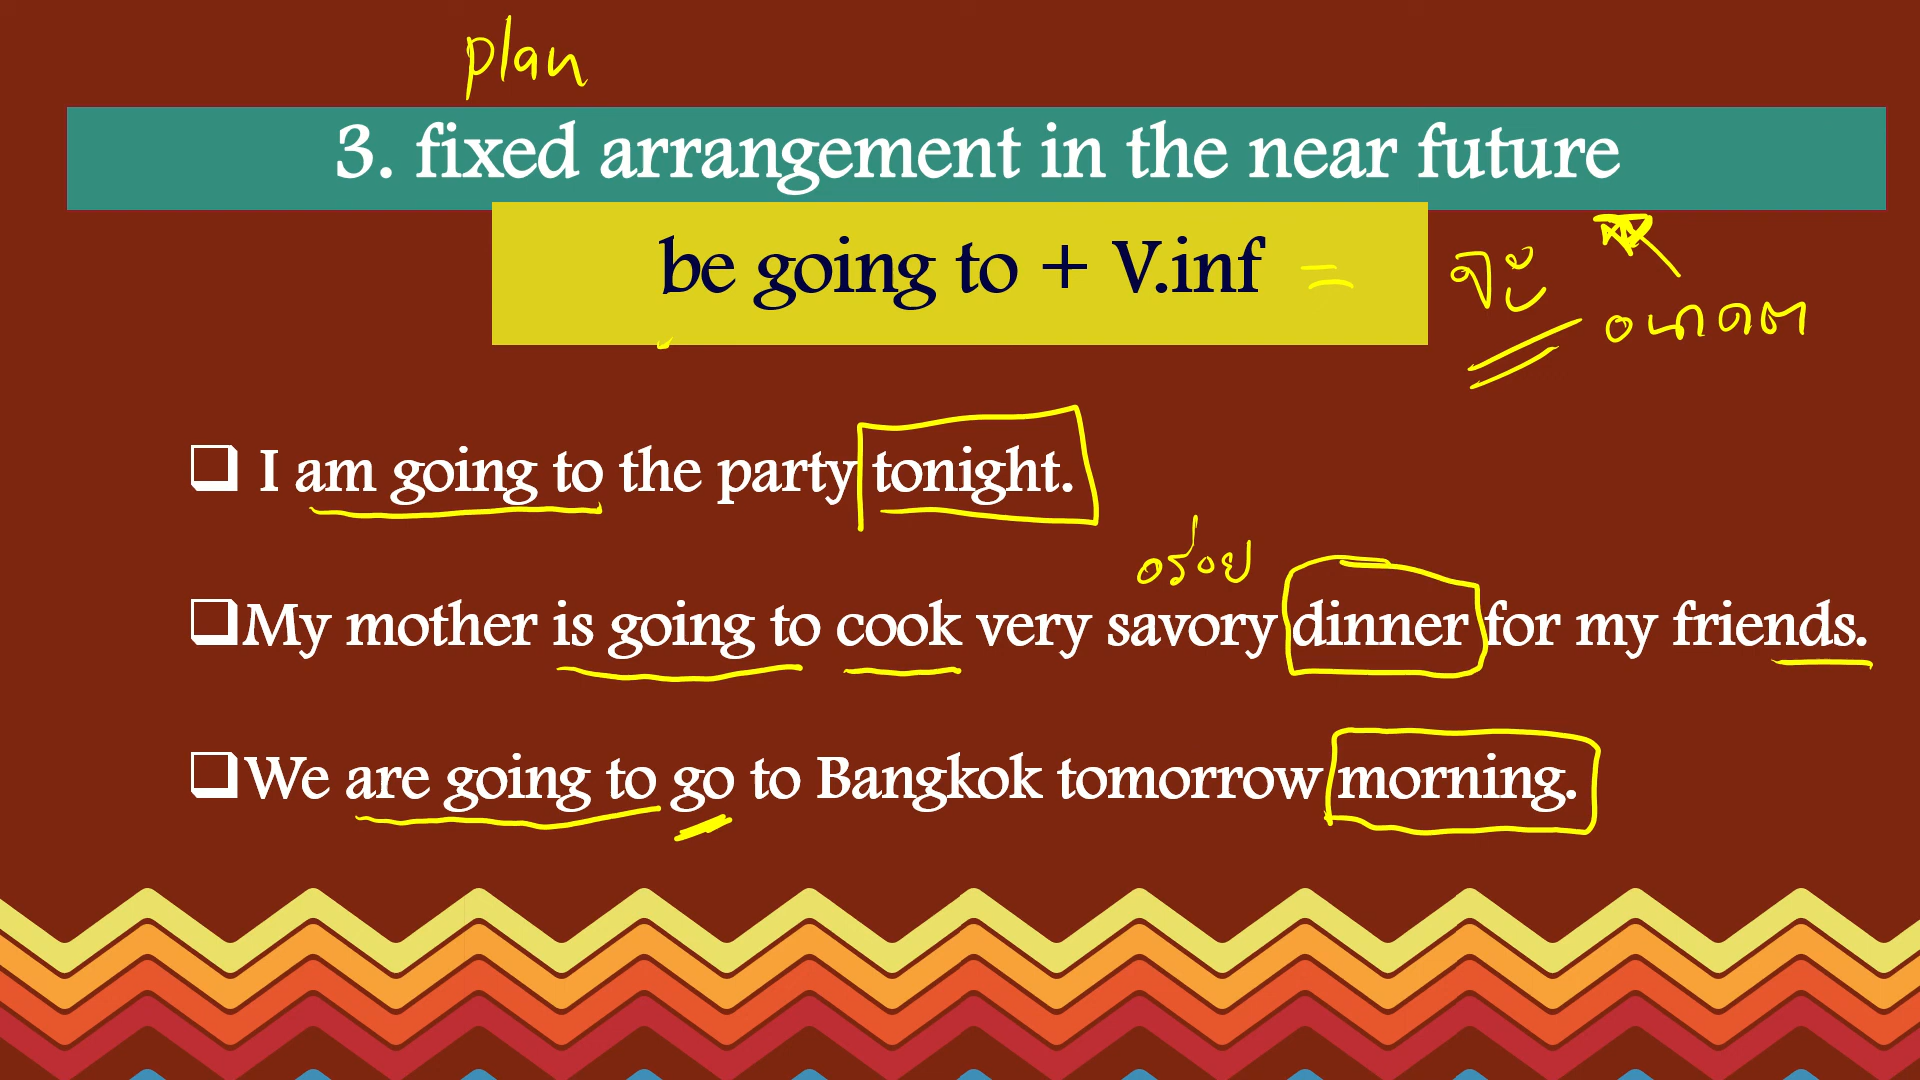 plan
3. fixed arrangement in the near future
be going to + V.inf = จะ
อนาคต
❑ I am going to the party tonight.
อร่อย
❑My mother is going to cook very savory dinner for my friends.
❑We are going to go to Bangkok tomorrow morning.